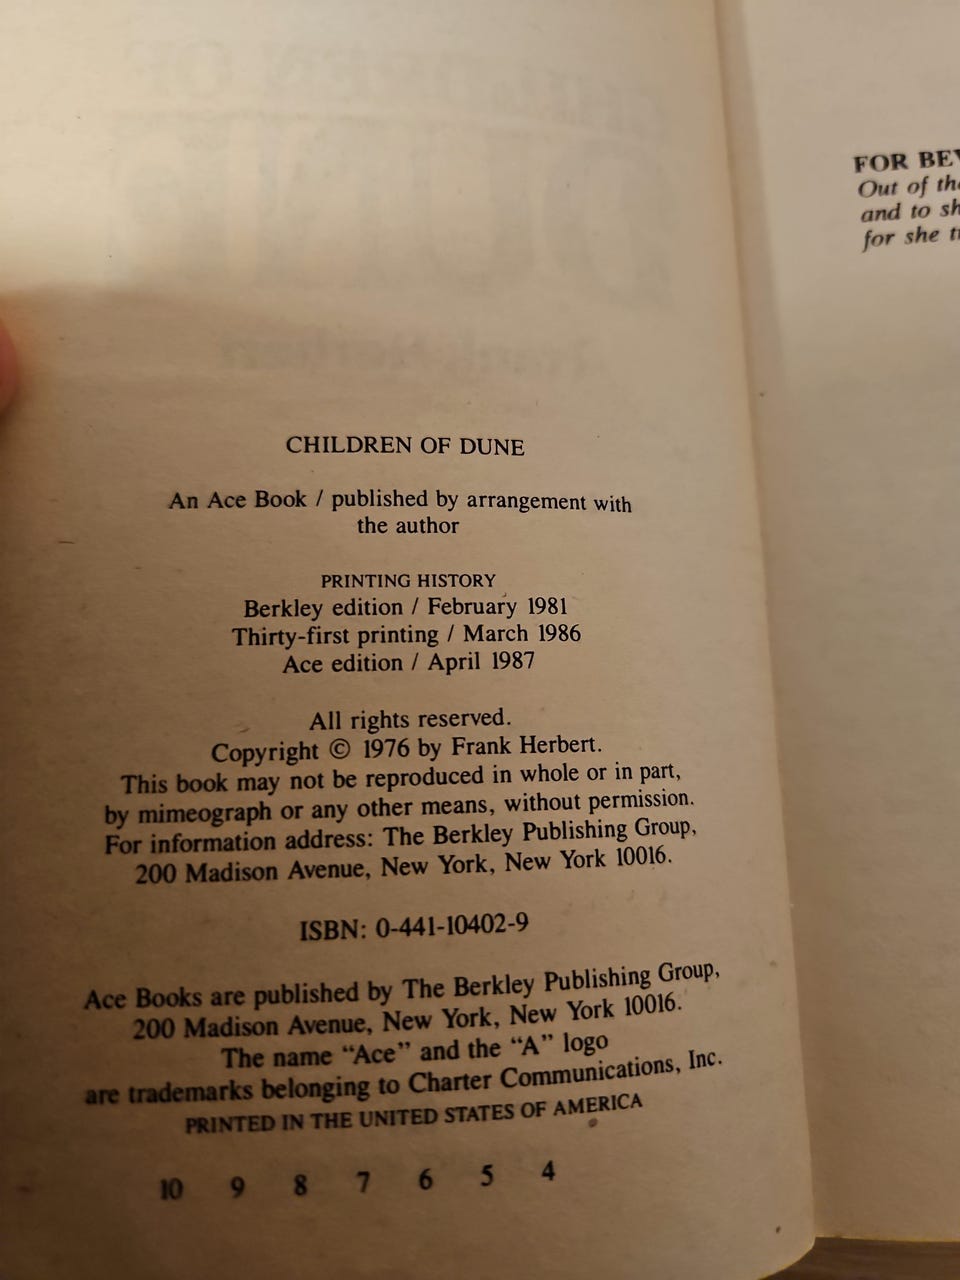 CHILDREN OF DUNE
An Ace Book / published by arrangement with
the author
PRINTING HISTORY
Berkley edition / February 1981
Thirty-first printing / March 1986
Ace edition / April 1987
All rights reserved.
Copyright © 1976 by Frank Herbert.
This book may not be reproduced in whole or in part,
by mimeograph or any other means, without permission.
For information address: The Berkley Publishing Group,
200 Madison Avenue, New York, New York 10016.
ISBN: 0-441-10402-9
Ace Books are published by The Berkley Publishing Group,
200 Madison Avenue, New York, New York 10016.
The name “Ace” and the “A” logo
are trademarks belonging to Charter Communications, Inc.
PRINTED IN THE UNITED STATES OF AMERICA
10 9 8 7 6 5 4
FOR
Out of
and to
for she